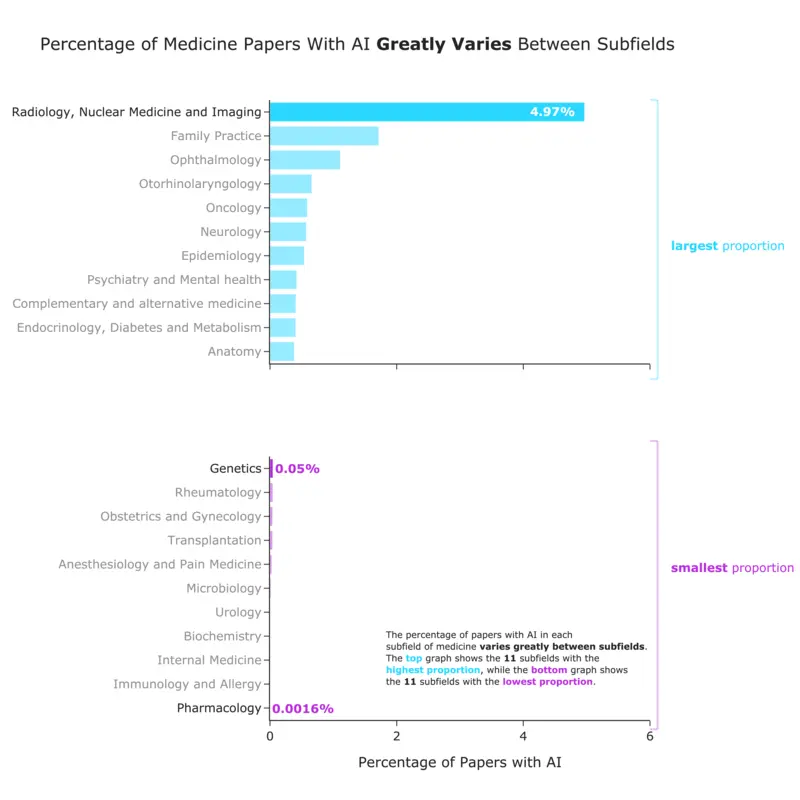 Percentage of Medicine Papers With AI Greatly Varies Between Subfields
Radiology, Nuclear Medicine and Imaging
4.97%
Family Practice
Ophthalmology
Otorhinolaryngology
Oncology
Neurology
Epidemiology
largest proportion
Psychiatry and Mental health
Complementary and alternative medicine
Endocrinology, Diabetes and Metabolism
Anatomy
Genetics
0.05%
Rheumatology
Obstetrics and Gynecology
Transplantation
Anesthesiology and Pain Medicine
smallest proportion
Microbiology
Urology
Biochemistry
Internal Medicine
Immunology and Allergy
Pharmacology
0.0016%
The percentage of papers with AI in each
subfield of medicine varies greatly between subfields.
The top graph shows the 11 subfields with the
highest proportion, while the bottom graph shows
the 11 subfields with the lowest proportion.
0 2 4 6
Percentage of Papers with AI